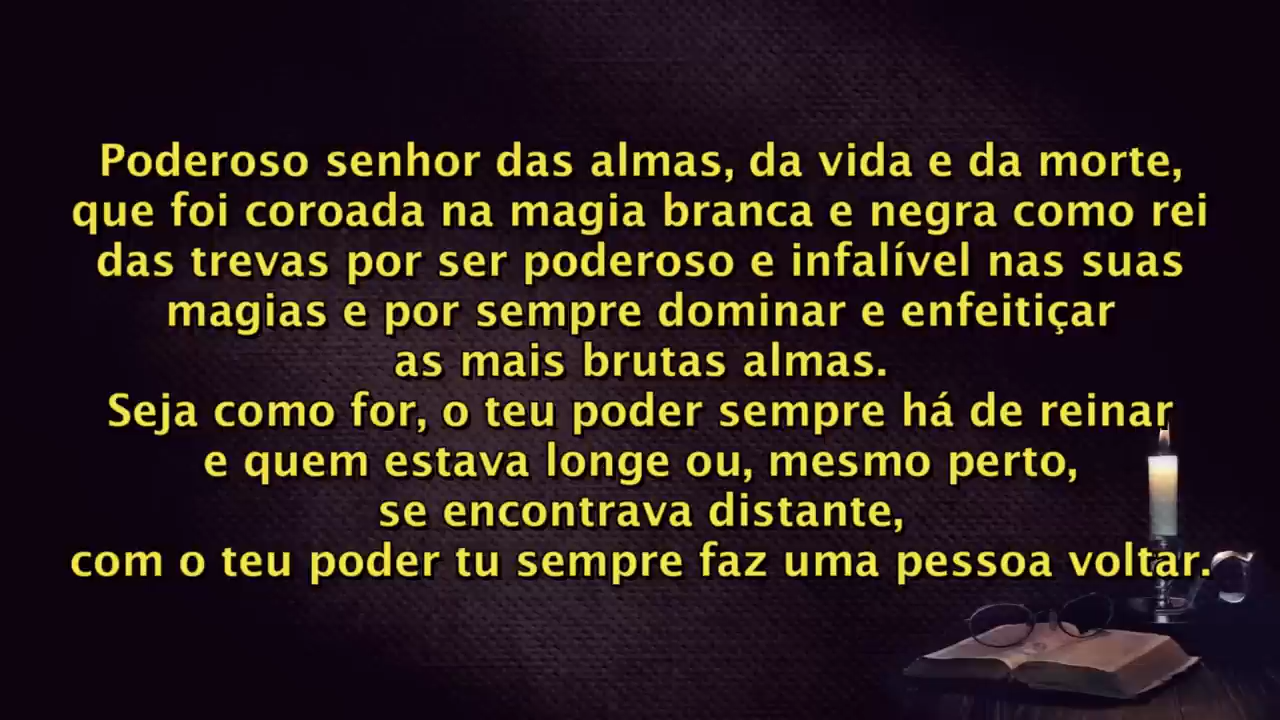 Poderoso senhor das almas, da vida e da morte,
que foi coroada na magia branca e negra como rei
das trevas por ser poderoso e infalível nas suas
magias e por sempre dominar e enfeitiçar
as mais brutas almas.
Seja como for, o teu poder sempre há de reinar
e quem estava longe ou, mesmo perto,
se encontrava distante,
com o teu poder tu sempre faz uma pessoa voltar.